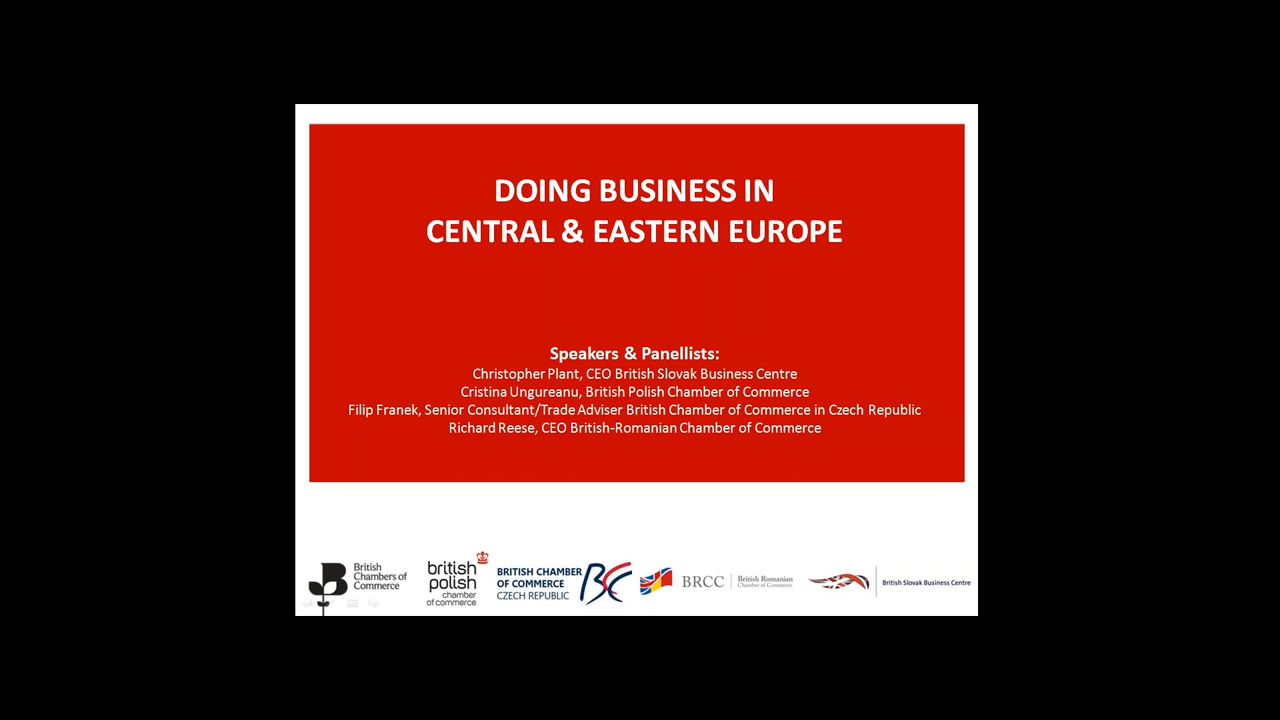 DOING BUSINESS IN
CENTRAL & EASTERN EUROPE
Speakers & Panellists:
Christopher Plant, CEO British Slovak Business Centre
Cristina Ungureanu, British Polish Chamber of Commerce
Filip Franek, Senior Consultant/Trade Adviser British Chamber of Commerce in Czech Republic
Richard Reese, CEO British-Romanian Chamber of Commerce
British
Chambers of
Commerce
british
polish
chamber
of commerce
BRITISH CHAMBER
OF COMMERCE
CZECH REPUBLIC
BCC
BRCC
British Romanian
Chamber of Commerce
British Slovak Business Centre